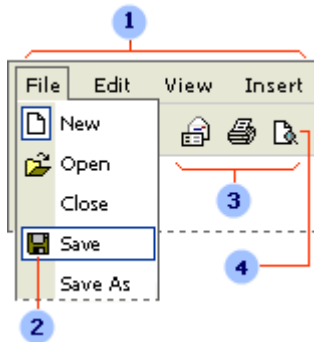 1
File Edit View Insert
New
Open
Close
3
Save
4
Save As
2